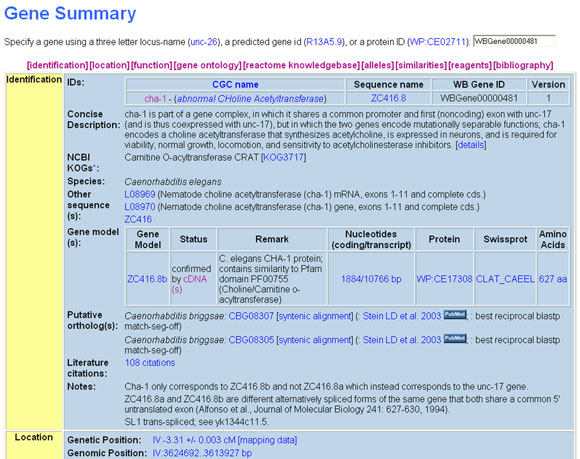 Gene Summary
Specify a gene using a three letter locus-name (unc-26), a predicted gene id (R13A5.9), or a protein ID (WP:CE02711): WBGene00000481
[identification][location][function][gene ontology][reactome knowledgebase][alleles][similarities][reagents][bibliography]
Identification
IDs:
CGC name Sequence name WB Gene ID Version
cha-1 - (abnormal CHoline Acetyltransferase) ZC416.8 WBGene00000481 1
Concise Description:
cha-1 is part of a gene complex, in which it shares a common promoter and first (noncoding) exon with unc-17
(and is thus coexpressed with unc-17), but in which the two genes encode mutationally separable functions; cha-1
encodes a choline acetyltransferase that synthesizes acetylcholine, is expressed in neurons, and is required for
viability, normal growth, locomotion, and sensitivity to acetylcholinesterase inhibitors. [details]
NCBI KOGs*:
Carnitine O-acyltransferase CRAT [KOG3717]
Species: Caenorhabditis elegans
Other sequence (s):
L08969 (Nematode choline acetyltransferase (cha-1) mRNA, exons 1-11 and complete cds.)
L08970 (Nematode choline acetyltransferase (cha-1) gene, exons 1-11 and complete cds.)
ZC416
Gene model (s):
Gene Model Status Remark Nucleotides (coding/transcript) Protein Swissprot Amino Acids
ZC416.8b confirmed by cDNA (s) C. elegans CHA-1 protein; contains similarity to Pfam domain PF00755 (Choline/Carnitine o-acyltransferase) 1884/10766 bp WP:CE17308 CLAT_CAEEL 627 aa
Putative ortholog(s):
Caenorhabditis briggsae: CBG08307 [syntenic alignment] (: Stein LD et al. 2003 PubMed ; : best reciprocal blastp
match-seg-off)
Caenorhabditis briggsae: CBG08305 [syntenic alignment] (: Stein LD et al. 2003 PubMed ; : best reciprocal blastp
match-seg-off)
Literature citations:
108 citations
Notes:
Cha-1 only corresponds to ZC416.8b and not ZC416.8a which instead corresponds to the unc-17 gene.
ZC416.8a and ZC416.8b are different alternatively spliced forms of the same gene that both share a common 5'
untranslated exon (Alfonso et a., Journal of Molecular Biology 241: 627-630, 1994).
SL1 trans-spliced; see yk1344c11.5.
Location
Genetic Position: IV:-3.31 +/- 0.003 cM [mapping data]
Genomic Position: IV:3624692..3613927 bp